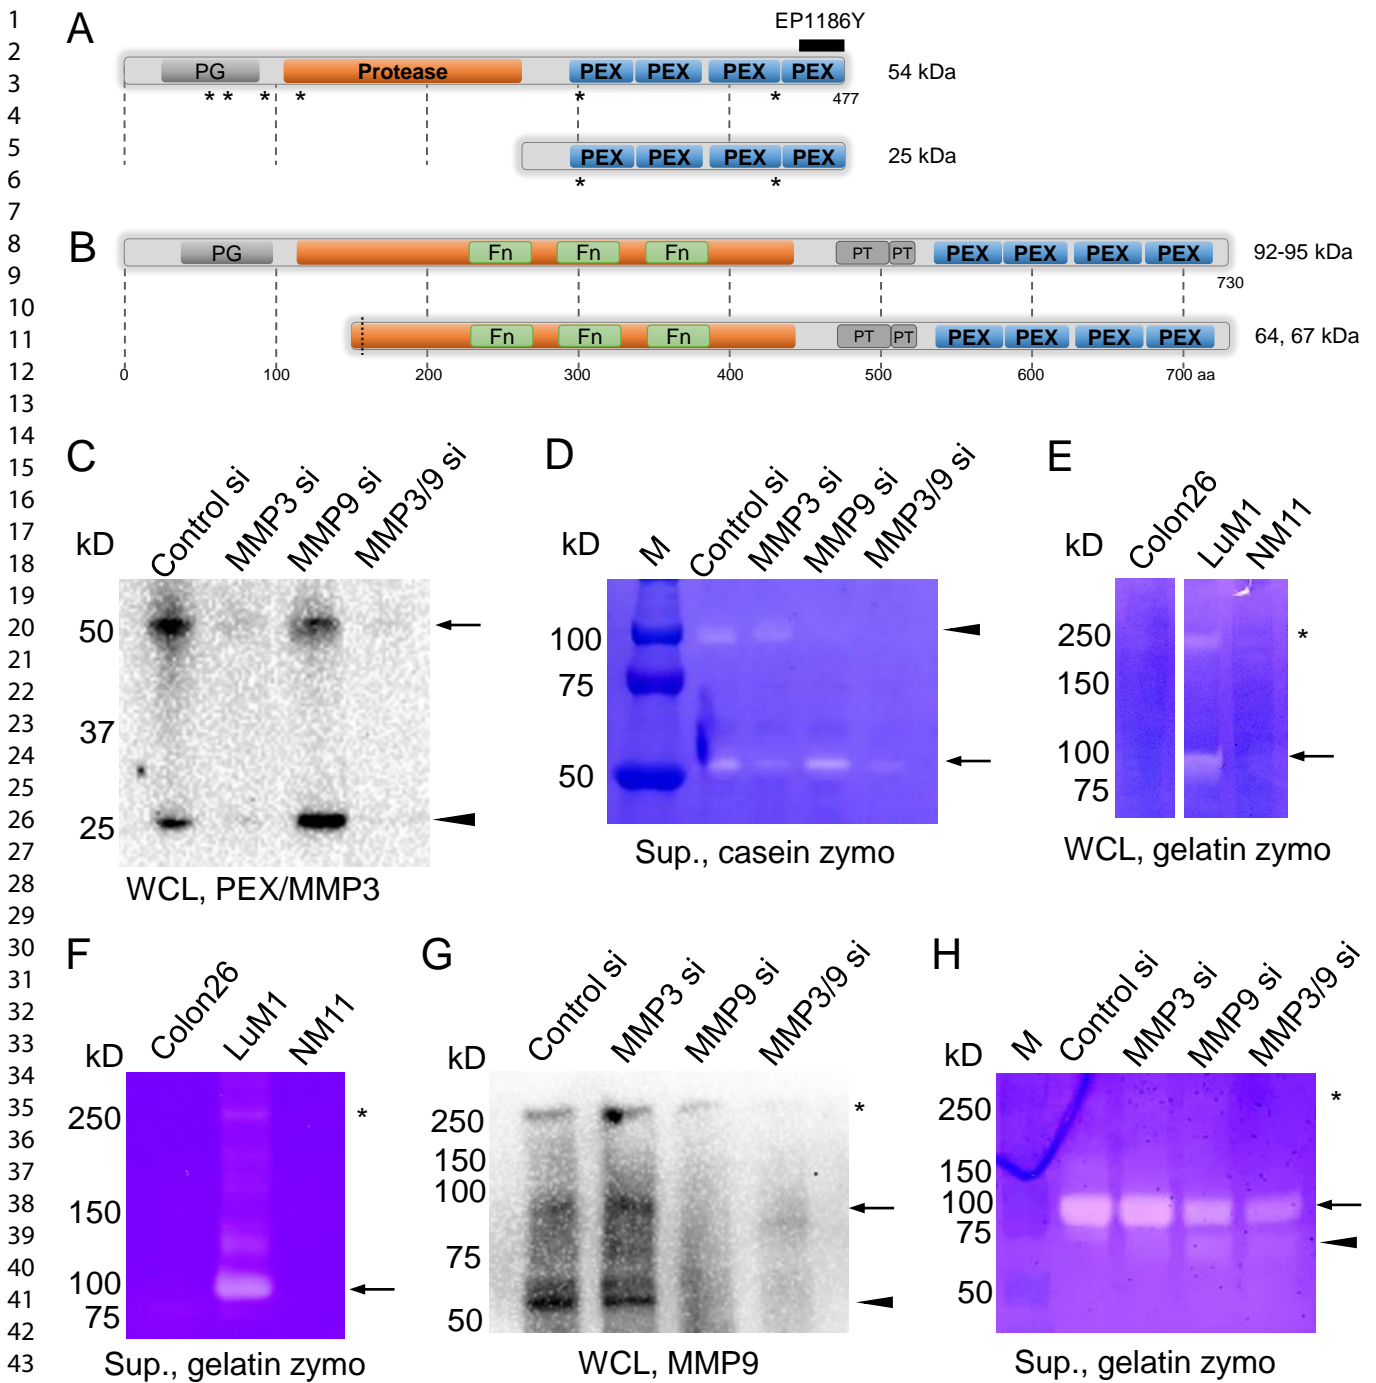 1
2
3
4
5
6
7
8
9
10
11
12
13
14
15
16
17
18
19
20
21
22
23
24
25
26
27
28
29
30
31
32
33
34
35
36
37
38
39
40
41
42
43
A
EP1186Y
PG Protease PEX PEX PEX PEX 54 kDa
* * * * * * 477
PEX PEX PEX PEX 25 kDa
* *
B
PG Fn Fn Fn PT PT PEX PEX PEX PEX 92-95 kDa
730
Fn Fn Fn PT PT PEX PEX PEX PEX 64, 67 kDa
0 100 200 300 400 500 600 700 aa
C
kD Control si MMP3 si MMP9 si MMP3/9 si
50
37
25
WCL, PEX/MMP3
D
kD M Control si MMP3 si MMP9 si MMP3/9 si
100
75
50
Sup., casein zymo
E
kD Colon26 LuM1 NM11
250 *
150
100
75
WCL, gelatin zymo
F
kD Colon26 LuM1 NM11
250 *
150
100
75
Sup., gelatin zymo
G
kD Control si MMP3 si MMP9 si MMP3/9 si
250 *
150
100
75
50
WCL, MMP9
H
kD M Control si MMP3 si MMP9 si MMP3/9 si
250 *
150
100
75
50
Sup., gelatin zymo